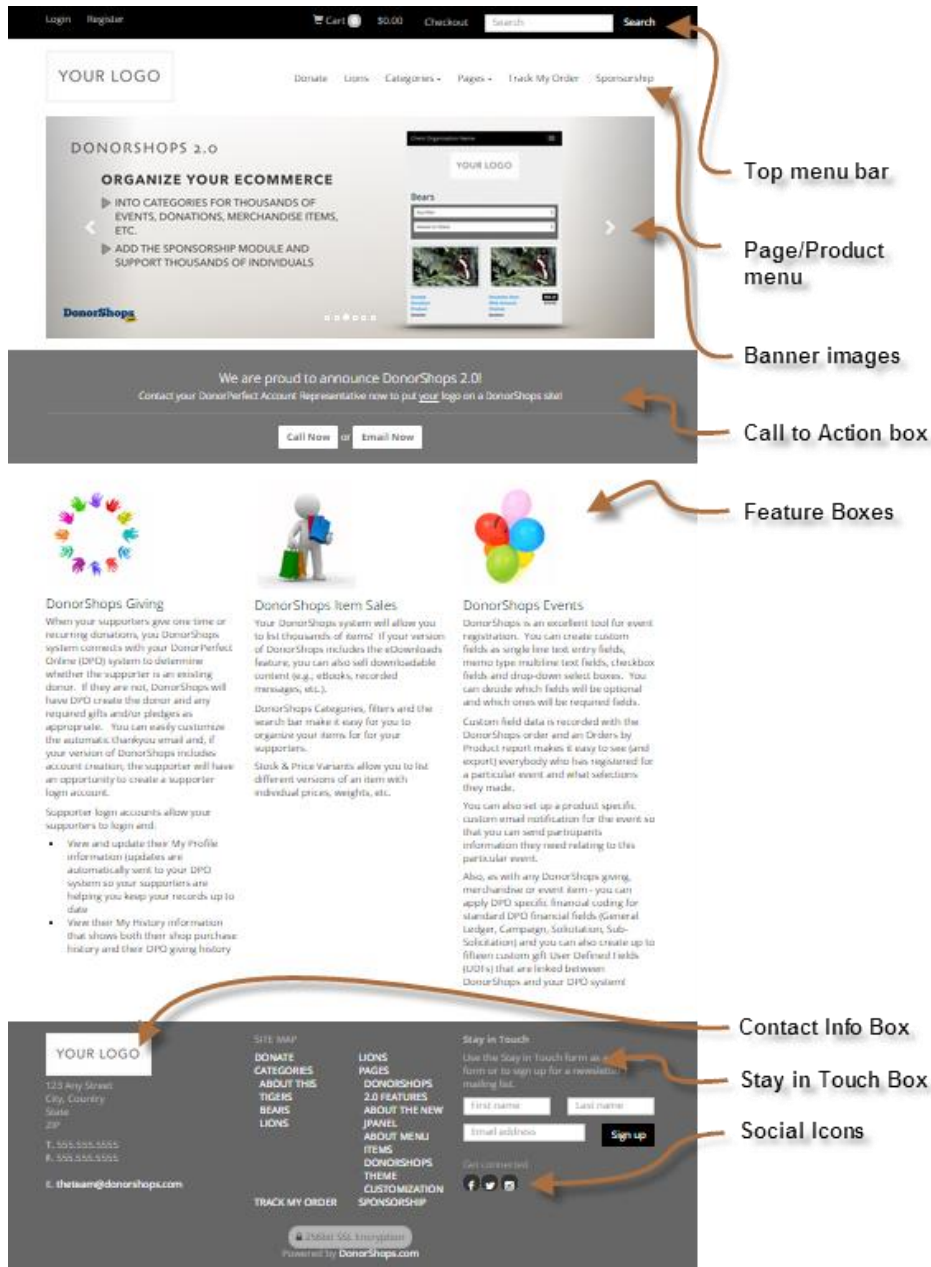 Login Register Cart 0 $0.00 Checkout Search Search
YOUR LOGO
Donate Lions Categories Pages Track My Order Sponsorship
Top menu bar
Page/Product
menu
Banner images
Call to Action box
Feature Boxes
DONORSHOPS 2.0
ORGANIZE YOUR ECOMMERCE
INTO CATEGORIES FOR THOUSANDS OF
EVENTS, DONATIONS, MERCHANDISE ITEMS,
ETC.
ADD THE SPONSORSHIP MODULE AND
SUPPORT THOUSANDS OF INDIVIDUALS
DonorShops
Client Organization Name
YOUR LOGO
Bears
We are proud to announce DonorShops 2.0!
Contact your DonorPerfect Account Representative now to put your logo on a DonorShops site!
Call Now or Email Now
DonorShops Giving
When your supporters give one time or
recurring donations, you DonorShops
system connects with your DonorPerfect
Online (DPO) system to determine
whether the supporter is an existing
donor. If they are not, DonorShops will
have DPO create the donor and any
required gifts and/or pledges as
appropriate. You can easily customize
the automatic thankyou email and, if
your version of DonorShops includes
account creation, the supporter will have
an opportunity to create a supporter
login account.
Supporter login accounts allow your
supporters to login and:
View and update their My Profile
information (updates are
automatically sent to your DPO
system so your supporters are
helping you keep your records up to
date
View their My History information
that shows both their shop purchase
history and their DPO giving history
DonorShops Item Sales
Your DonorShops system will allow you
to list thousands of items! If your version
of DonorShops includes the eDownloads
feature, you can also sell downloadable
content (e.g., eBooks, recorded
messages, etc.).
DonorShops Categories, filters and the
search bar make it easy for you to
organize your items for for your
supporters.
Stock & Price Variants allow you to list
different versions of an item with
individual prices, weights, etc.
DonorShops Events
DonorShops is an excellent tool for event
registration. You can create custom
fields as single line text entry fields,
memo type multiline text fields, checkbox
fields and drop-down select boxes. You
can decide which fields will be optional
and which ones will be required fields.
Custom field data is recorded with the
DonorShops order and an Orders by
Product report makes it easy to see (and
export) everybody who has registered for
a particular event and what selections
they made.
You can also set up a product specific
custom email notification for the event so
that you can send participants
information they need relating to this
particular event.
Also, as with any DonorShops giving,
merchandise or event item - you can
apply DPO specific financial coding for
standard DPO financial fields (General
Ledger, Campaign, Solicitation, Sub-
Solicitation) and you can also create up to
fifteen custom gift User Defined Fields
(UDFs) that are linked between
DonorShops and your DPO system!
Contact Info Box
Stay in Touch Box
Social Icons
YOUR LOGO
123 Any Street
City, Country
State
ZIP
T. 555.555.5555
F. 555.555.5555
E. theteam@donorshops.com
SITE MAP
DONATE
CATEGORIES
ABOUT THIS
TIGERS
BEARS
LIONS
TRACK MY ORDER
LIONS
PAGES
DONORSHOPS
2.0 FEATURES
ABOUT THE NEW
JPANEL
ABOUT MENU
ITEMS
DONORSHOPS
THEME
CUSTOMIZATION
SPONSORSHIP
Stay in Touch
Use the Stay in Touch form as
form or to sign up for a newsletter
mailing list.
First name Last name
Email address Sign up
Get connected
256bit SSL Encryption
Powered by DonorShops.com